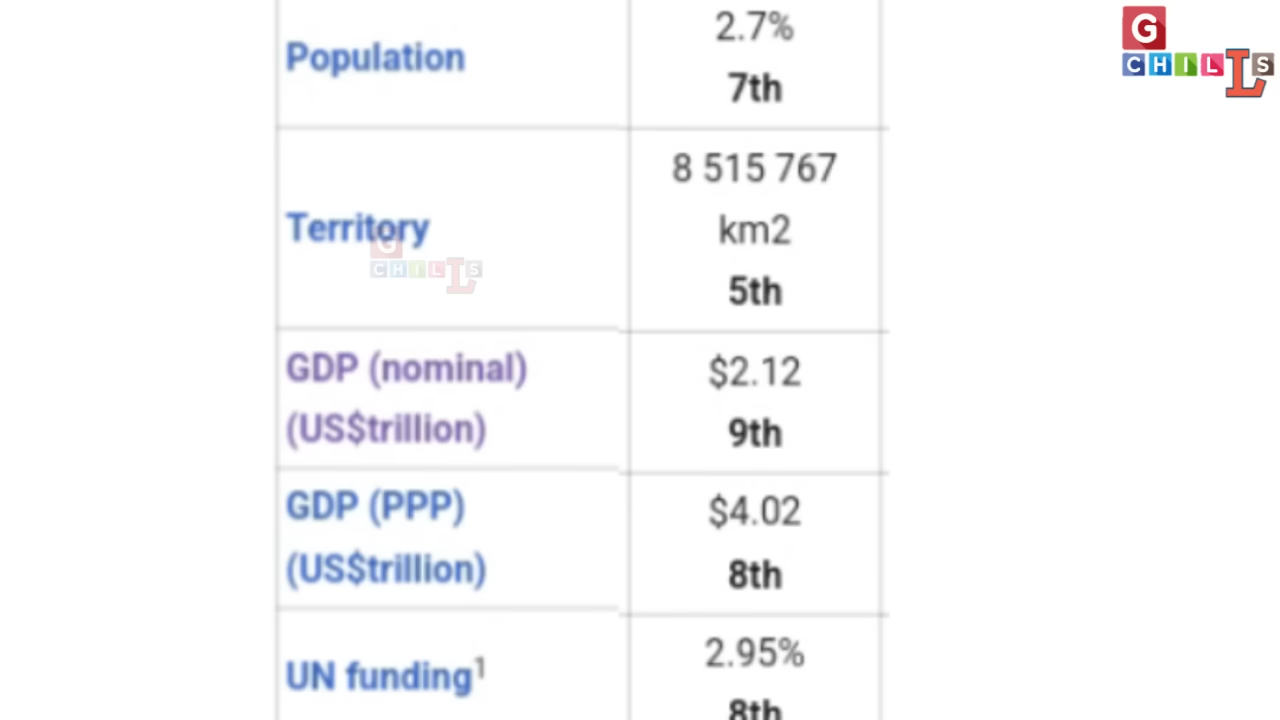 G
CHILLS
Population
2.7%
7th
Territory
8 515 767
km2
5th
G
CHILLS
GDP (nominal)
(US$trillion)
$2.12
9th
GDP (PPP)
(US$trillion)
$4.02
8th
UN funding1
2.95%
8th